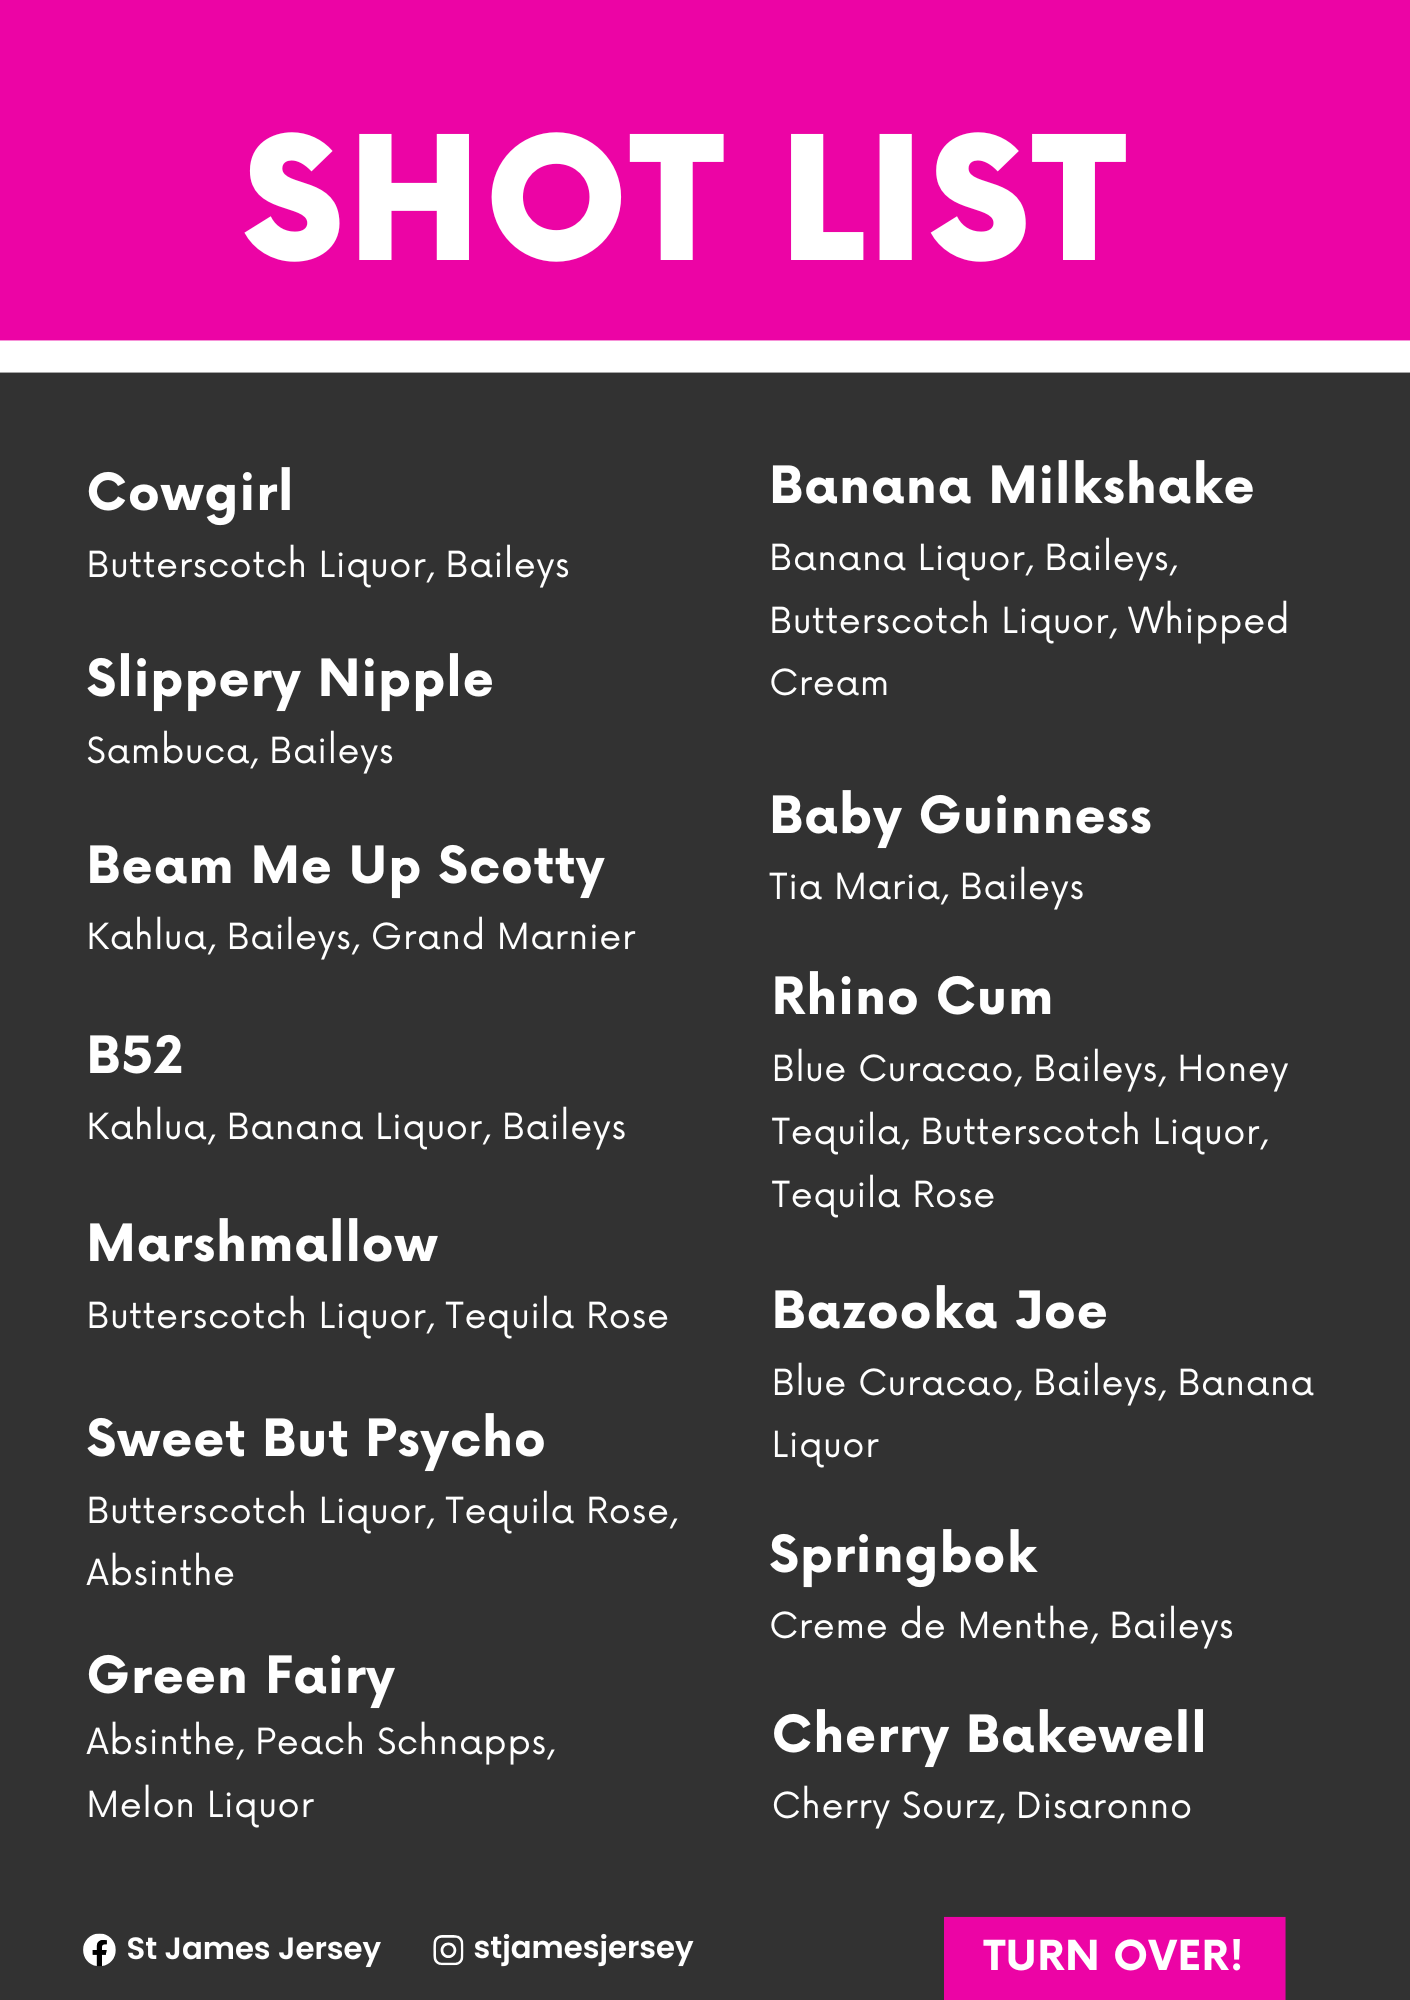 SHOT LIST
Cowgirl
Butterscotch Liquor, Baileys
Slippery Nipple
Sambuca, Baileys
Beam Me Up Scotty
Kahlua, Baileys, Grand Marnier
B52
Kahlua, Banana Liquor, Baileys
Marshmallow
Butterscotch Liquor, Tequila Rose
Sweet But Psycho
Butterscotch Liquor, Tequila Rose,
Absinthe
Green Fairy
Absinthe, Peach Schnapps,
Melon Liquor
Banana Milkshake
Banana Liquor, Baileys,
Butterscotch Liquor, Whipped
Cream
Baby Guinness
Tia Maria, Baileys
Rhino Cum
Blue Curacao, Baileys, Honey
Tequila, Butterscotch Liquor,
Tequila Rose
Bazooka Joe
Blue Curacao, Baileys, Banana
Liquor
Springbok
Creme de Menthe, Baileys
Cherry Bakewell
Cherry Sourz, Disaronno
St James Jersey
stjamesjersey
TURN OVER!